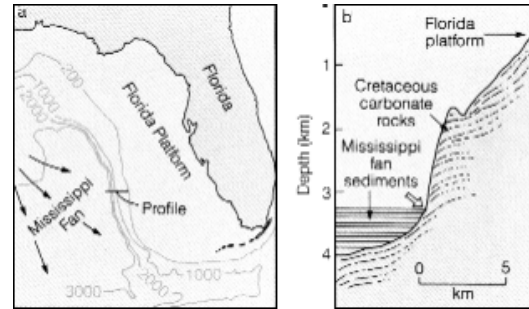 a
200
1000
2000
Florida
Florida Platform
Mississippi
Fan
Profile
1000
2000
3000
b
Florida
platform
1
Cretaceous
carbonate
rocks
2
Mississippi
fan
sediments
Depth (km)
3
4
0 5
km